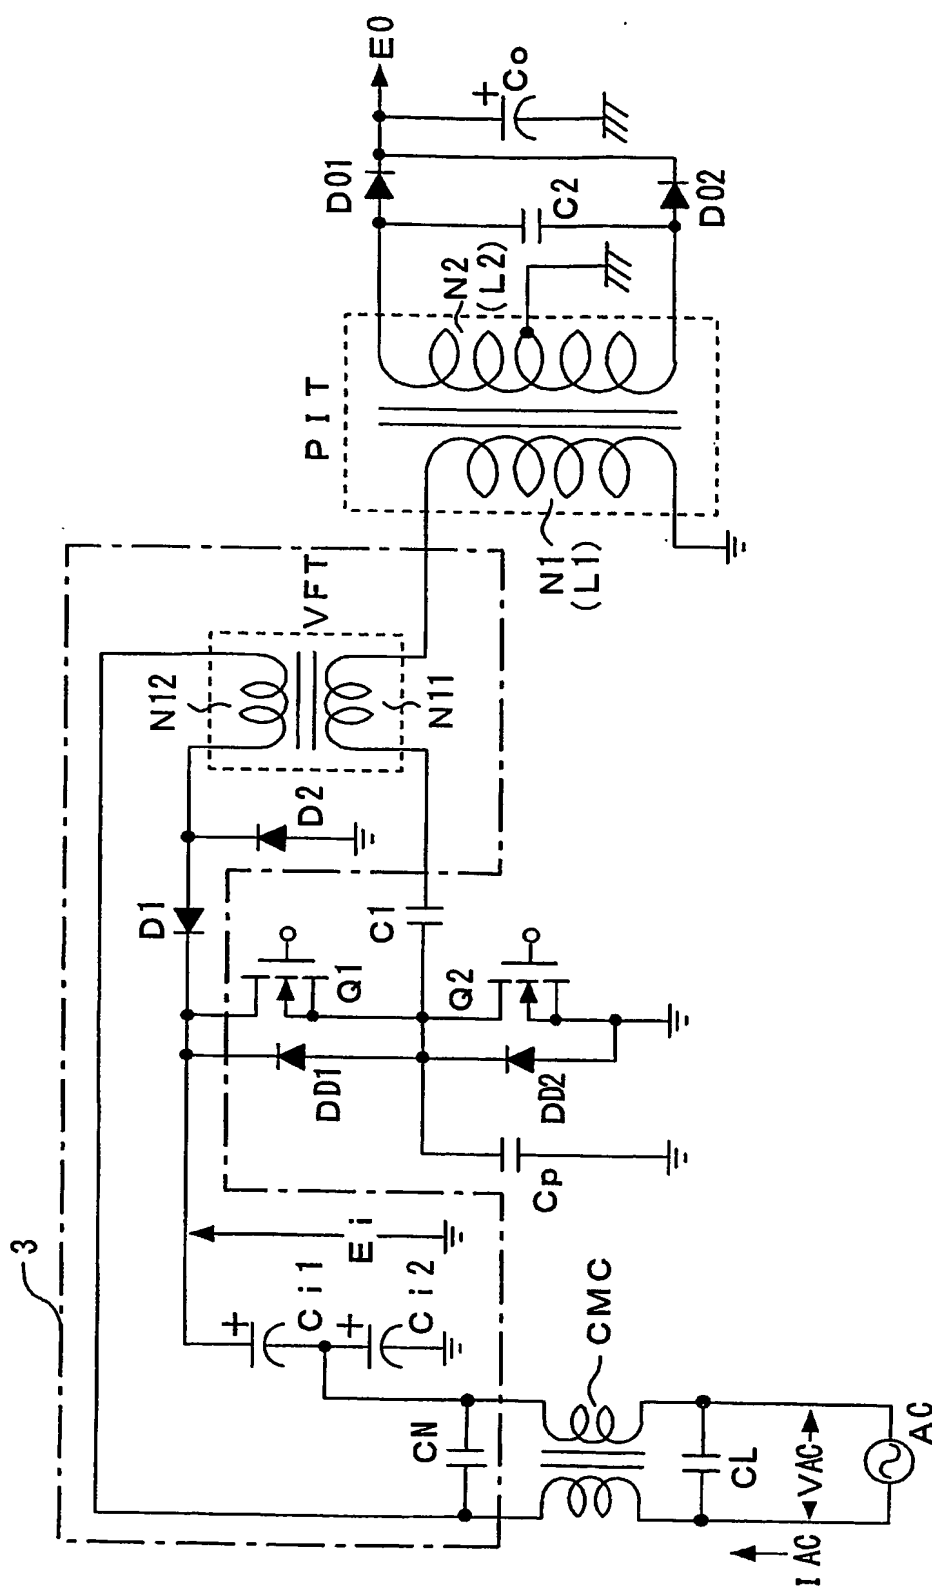 3
IAC
VAC
AC
CL
CMC
CN
Ci1
+
Ci2
+
Ei
Cp
DD1
DD2
Q1
Q2
D1
C1
D2
N12
N11
VFT
N1
(L1)
PIT
N2
(L2)
C2
D01
D02
+
Co
E0